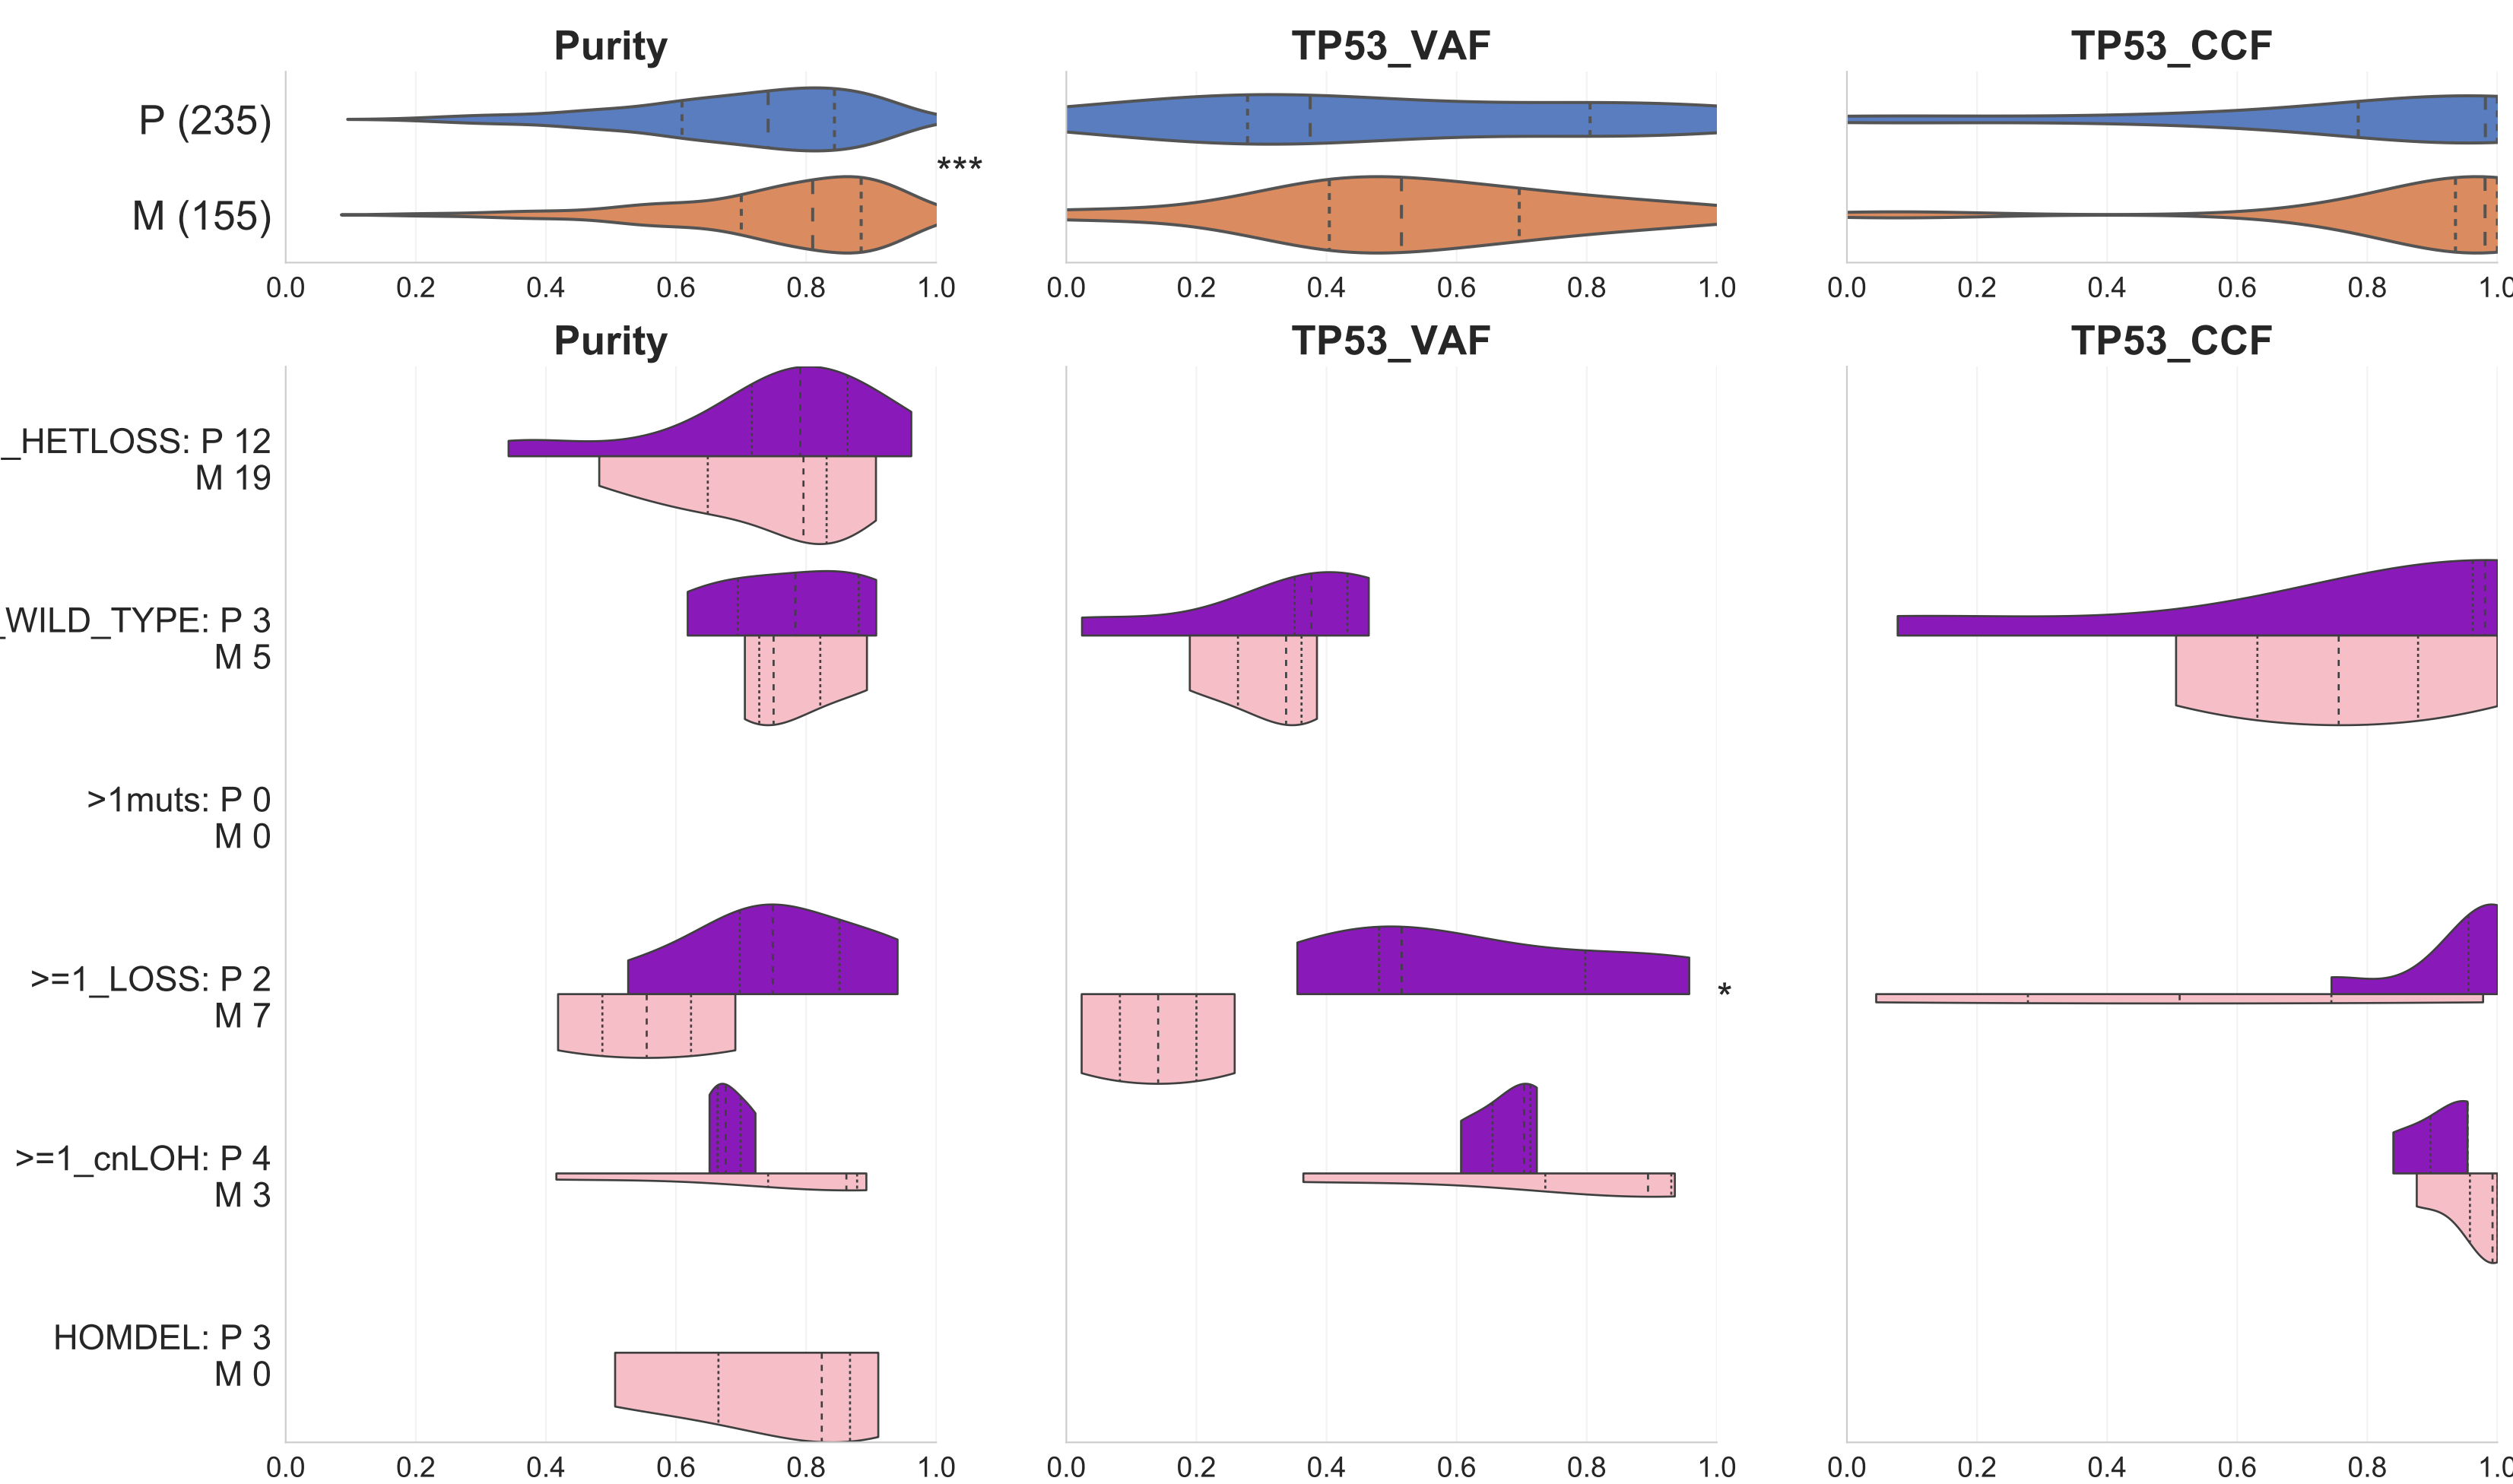 Purity TP53_VAF TP53_CCF
P (235)
***
M (155)
0.0 0.2 0.4 0.6 0.8 1.0 0.0 0.2 0.4 0.6 0.8 1.0 0.0 0.2 0.4 0.6 0.8 1.0
Purity TP53_VAF TP53_CCF
_HETLOSS: P 12
M 19
_WILD_TYPE: P 3
M 5
>1muts: P 0
M 0
>=1_LOSS: P 2
*
M 7
>=1_cnLOH: P 4
M 3
HOMDEL: P 3
M 0
0.0 0.2 0.4 0.6 0.8 1.0 0.0 0.2 0.4 0.6 0.8 1.0 0.0 0.2 0.4 0.6 0.8 1.0